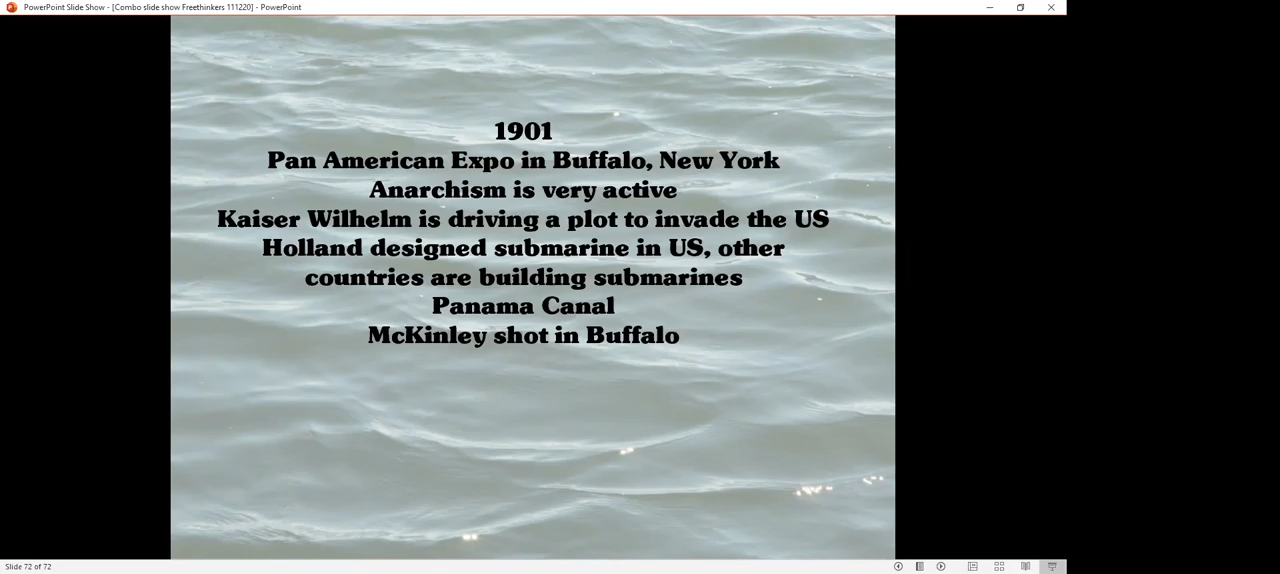 PowerPoint Slide Show - [Combo slide show Freethinkers 111220] - PowerPoint
1901
Pan American Expo in Buffalo, New York
Anarchism is very active
Kaiser Wilhelm is driving a plot to invade the US
Holland designed submarine in US, other
countries are building submarines
Panama Canal
McKinley shot in Buffalo
Slide 72 of 72